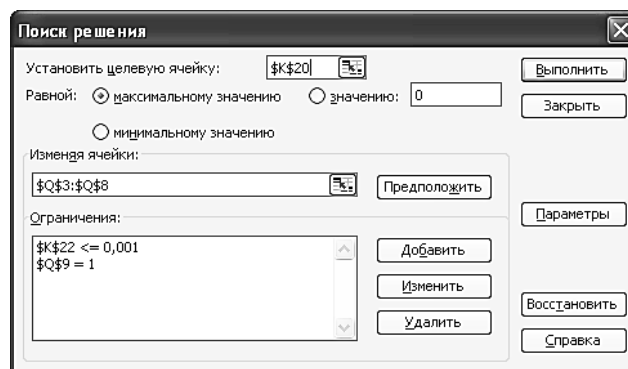 Поиск решения
Установить целевую ячейку: $K$20 Выполнить
Равной: максимальному значению значению: 0 Закрыть
минимальному значению
Изменяя ячейки:
$Q$3:$Q$8 Предположить
Ограничения: Параметры
$K$22 <= 0,001 Добавить
$Q$9 = 1
Изменить
Восстановить
Удалить
Справка